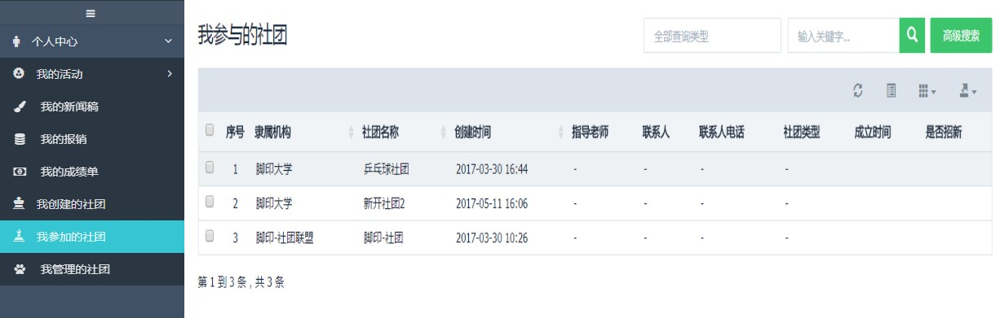 个人中心
我的活动
我的新闻稿
我的报销
我的成绩单
我创建的社团
我参加的社团
我管理的社团
我参与的社团
全部查询类型 输入关键字... 高级搜索
序号 隶属机构 社团名称 创建时间 指导老师 联系人 联系人电话 社团类型 成立时间 是否招新
1 脚印大学 乒乓球社团 2017-03-30 16:44 - - - -
2 脚印大学 新开社团2 2017-05-11 16:06 - - - -
3 脚印-社团联盟 脚印-社团 2017-03-30 10:26 - - - -
第 1 到 3 条 , 共 3 条